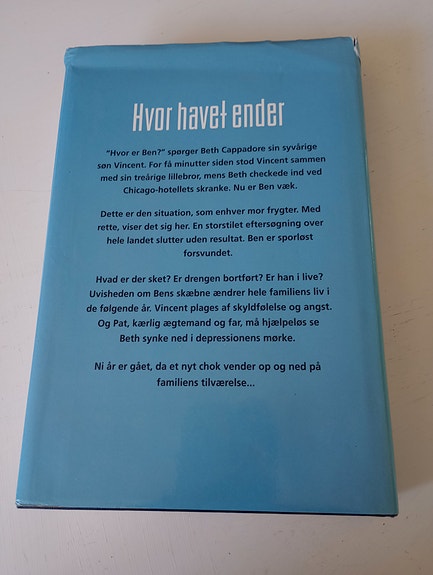 Hvor havet ender
"Hvor er Ben?" spørger Beth Cappadore sin syvårige
søn Vincent. For få minutter siden stod Vincent sammen
med sin treårige lillebror, mens Beth checkede ind ved
Chicago-hotellets skranke. Nu er Ben væk.
Dette er den situation, som enhver mor frygter. Med
rette, viser det sig her. En storstilet eftersøgning over
hele landet slutter uden resultat. Ben er sporløst
forsvundet.
Hvad er der sket? Er drengen bortført? Er han i live?
Uvisheden om Bens skæbne ændrer hele familiens liv i
de følgende år. Vincent plages af skyldfølelse og angst.
Og Pat, kærlig ægtemand og far, må hjælpeløs se
Beth synke ned i depressionens mørke.
Ni år er gået, da et nyt chok vender op og ned på
familiens tilværelse...